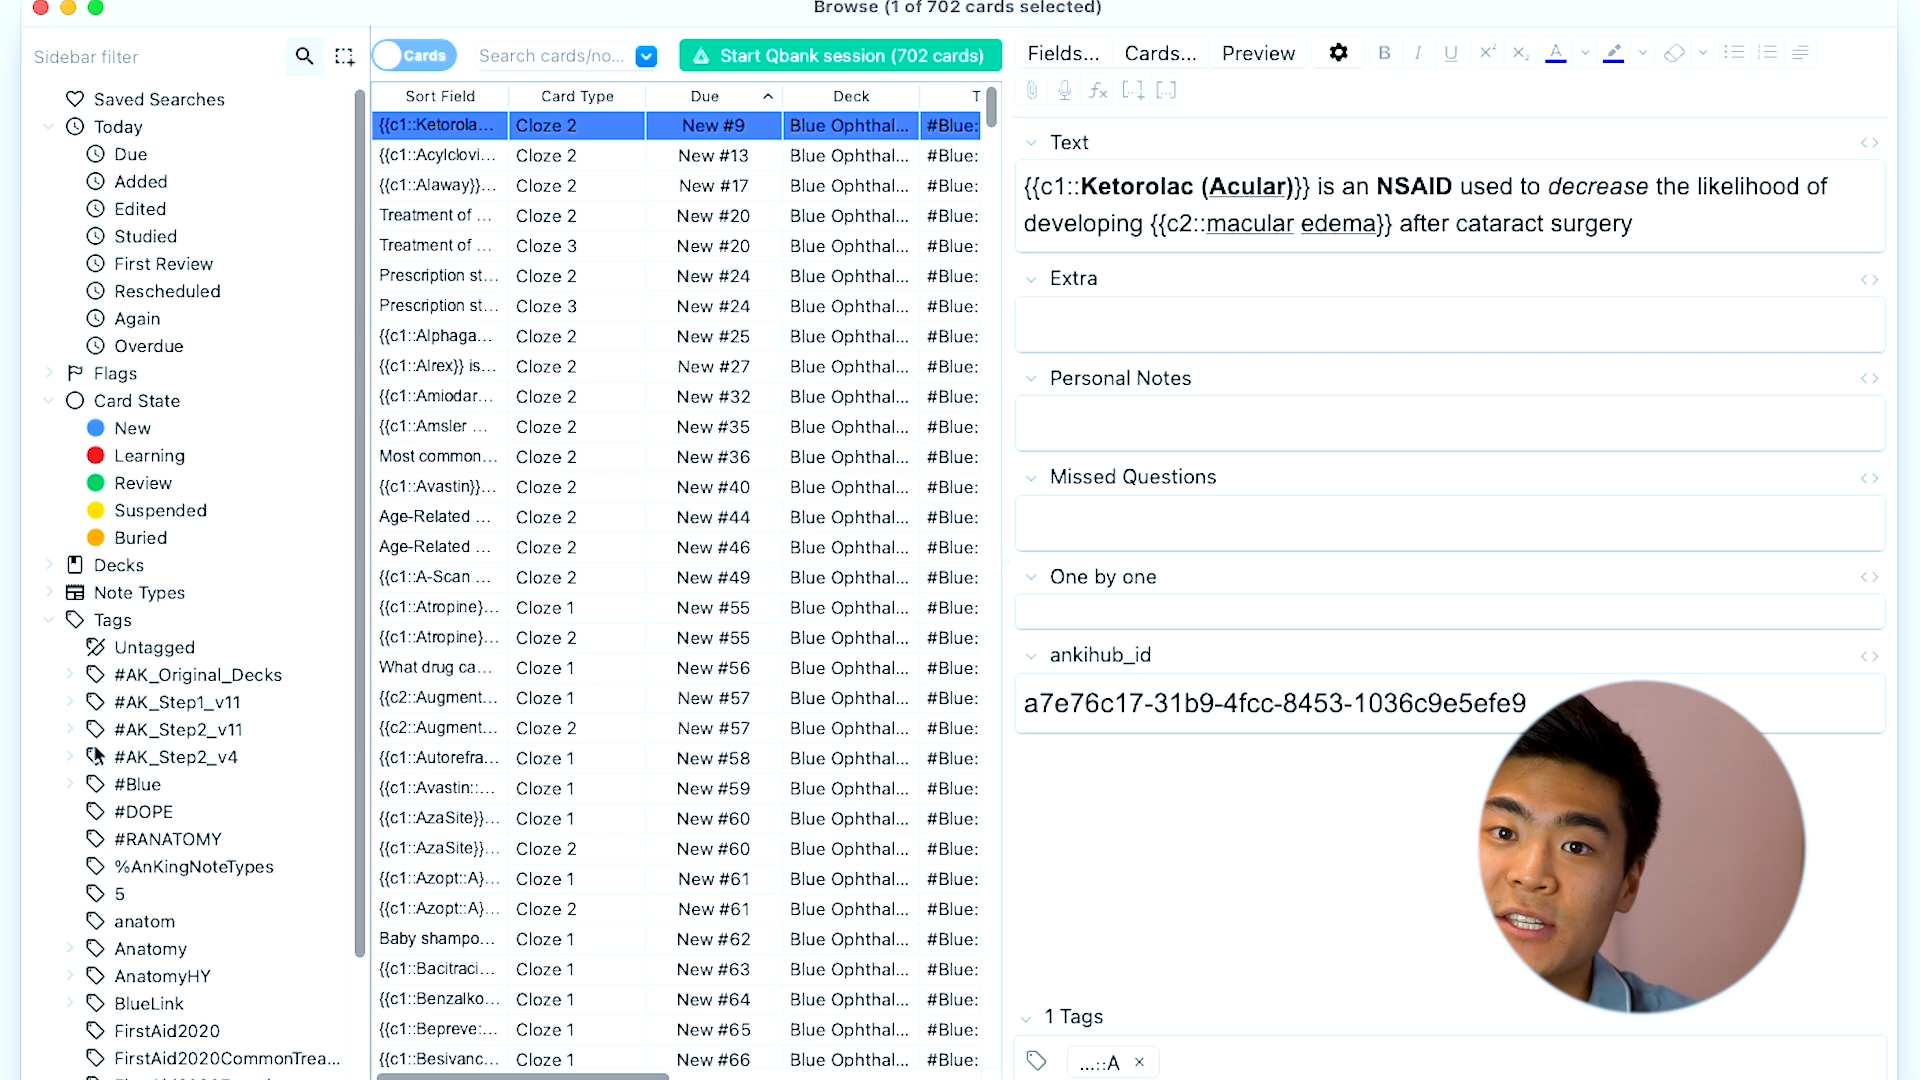 Browse (1 of 702 cards selected)
Sidebar filter
Saved Searches
Today
Due
Added
Edited
Studied
First Review
Rescheduled
Again
Overdue
Flags
Card State
New
Learning
Review
Suspended
Buried
Decks
Note Types
Tags
Untagged
#AK_Original_Decks
#AK_Step1_v11
#AK_Step2_v11
#AK_Step2_v4
#Blue
#DOPE
#RANATOMY
%AnKingNoteTypes
5
anatom
Anatomy
AnatomyHY
BlueLink
FirstAid2020
FirstAid2020CommonTrea...
Cards Search cards/no... Start Qbank session (702 cards)
Sort Field Card Type Due Deck T
{{c1::Ketorola... Cloze 2 New #9 Blue Ophthal... #Blue:
{{c1::Acylclovi... Cloze 2 New #13 Blue Ophthal... #Blue:
{{c1::Alaway}}... Cloze 2 New #17 Blue Ophthal... #Blue:
Treatment of ... Cloze 2 New #20 Blue Ophthal... #Blue:
Treatment of ... Cloze 3 New #20 Blue Ophthal... #Blue:
Prescription st... Cloze 2 New #24 Blue Ophthal... #Blue:
Prescription st... Cloze 3 New #24 Blue Ophthal... #Blue:
{{c1::Alphaga... Cloze 2 New #25 Blue Ophthal... #Blue:
{{c1::Alrex}} is... Cloze 2 New #27 Blue Ophthal... #Blue:
{{c1::Amiodar... Cloze 2 New #32 Blue Ophthal... #Blue:
{{c1::Amsler ... Cloze 2 New #35 Blue Ophthal... #Blue:
Most common... Cloze 2 New #36 Blue Ophthal... #Blue:
{{c1::Avastin}}... Cloze 2 New #40 Blue Ophthal... #Blue:
Age-Related ... Cloze 2 New #44 Blue Ophthal... #Blue:
Age-Related ... Cloze 2 New #46 Blue Ophthal... #Blue:
{{c1::A-Scan ... Cloze 2 New #49 Blue Ophthal... #Blue:
{{c1::Atropine}... Cloze 1 New #55 Blue Ophthal... #Blue:
{{c1::Atropine}... Cloze 2 New #55 Blue Ophthal... #Blue:
What drug ca... Cloze 1 New #56 Blue Ophthal... #Blue:
{{c2::Augment... Cloze 1 New #57 Blue Ophthal... #Blue:
{{c2::Augment... Cloze 2 New #57 Blue Ophthal... #Blue:
{{c1::Autorefra... Cloze 1 New #58 Blue Ophthal... #Blue:
{{c1::Avastin::... Cloze 1 New #59 Blue Ophthal... #Blue:
{{c1::AzaSite}}... Cloze 1 New #60 Blue Ophthal... #Blue:
{{c1::AzaSite}}... Cloze 2 New #60 Blue Ophthal... #Blue:
{{c1::Azopt::A}... Cloze 1 New #61 Blue Ophthal... #Blue:
{{c1::Azopt::A}... Cloze 2 New #61 Blue Ophthal... #Blue:
Baby shampo... Cloze 1 New #62 Blue Ophthal... #Blue:
{{c1::Bacitraci... Cloze 1 New #63 Blue Ophthal... #Blue:
{{c1::Benzalko... Cloze 1 New #64 Blue Ophthal... #Blue:
{{c1::Bepreve:... Cloze 1 New #65 Blue Ophthal... #Blue:
{{c1::Besivanc... Cloze 1 New #66 Blue Ophthal... #Blue:
Fields... Cards... Preview B I U x² x₂ A
fx [...] [...]
Text
{{c1::Ketorolac (Acular)}} is an NSAID used to decrease the likelihood of
developing {{c2::macular edema}} after cataract surgery
Extra
Personal Notes
Missed Questions
One by one
ankihub_id
a7e76c17-31b9-4fcc-8453-1036c9e5efe9
1 Tags
...::A ×